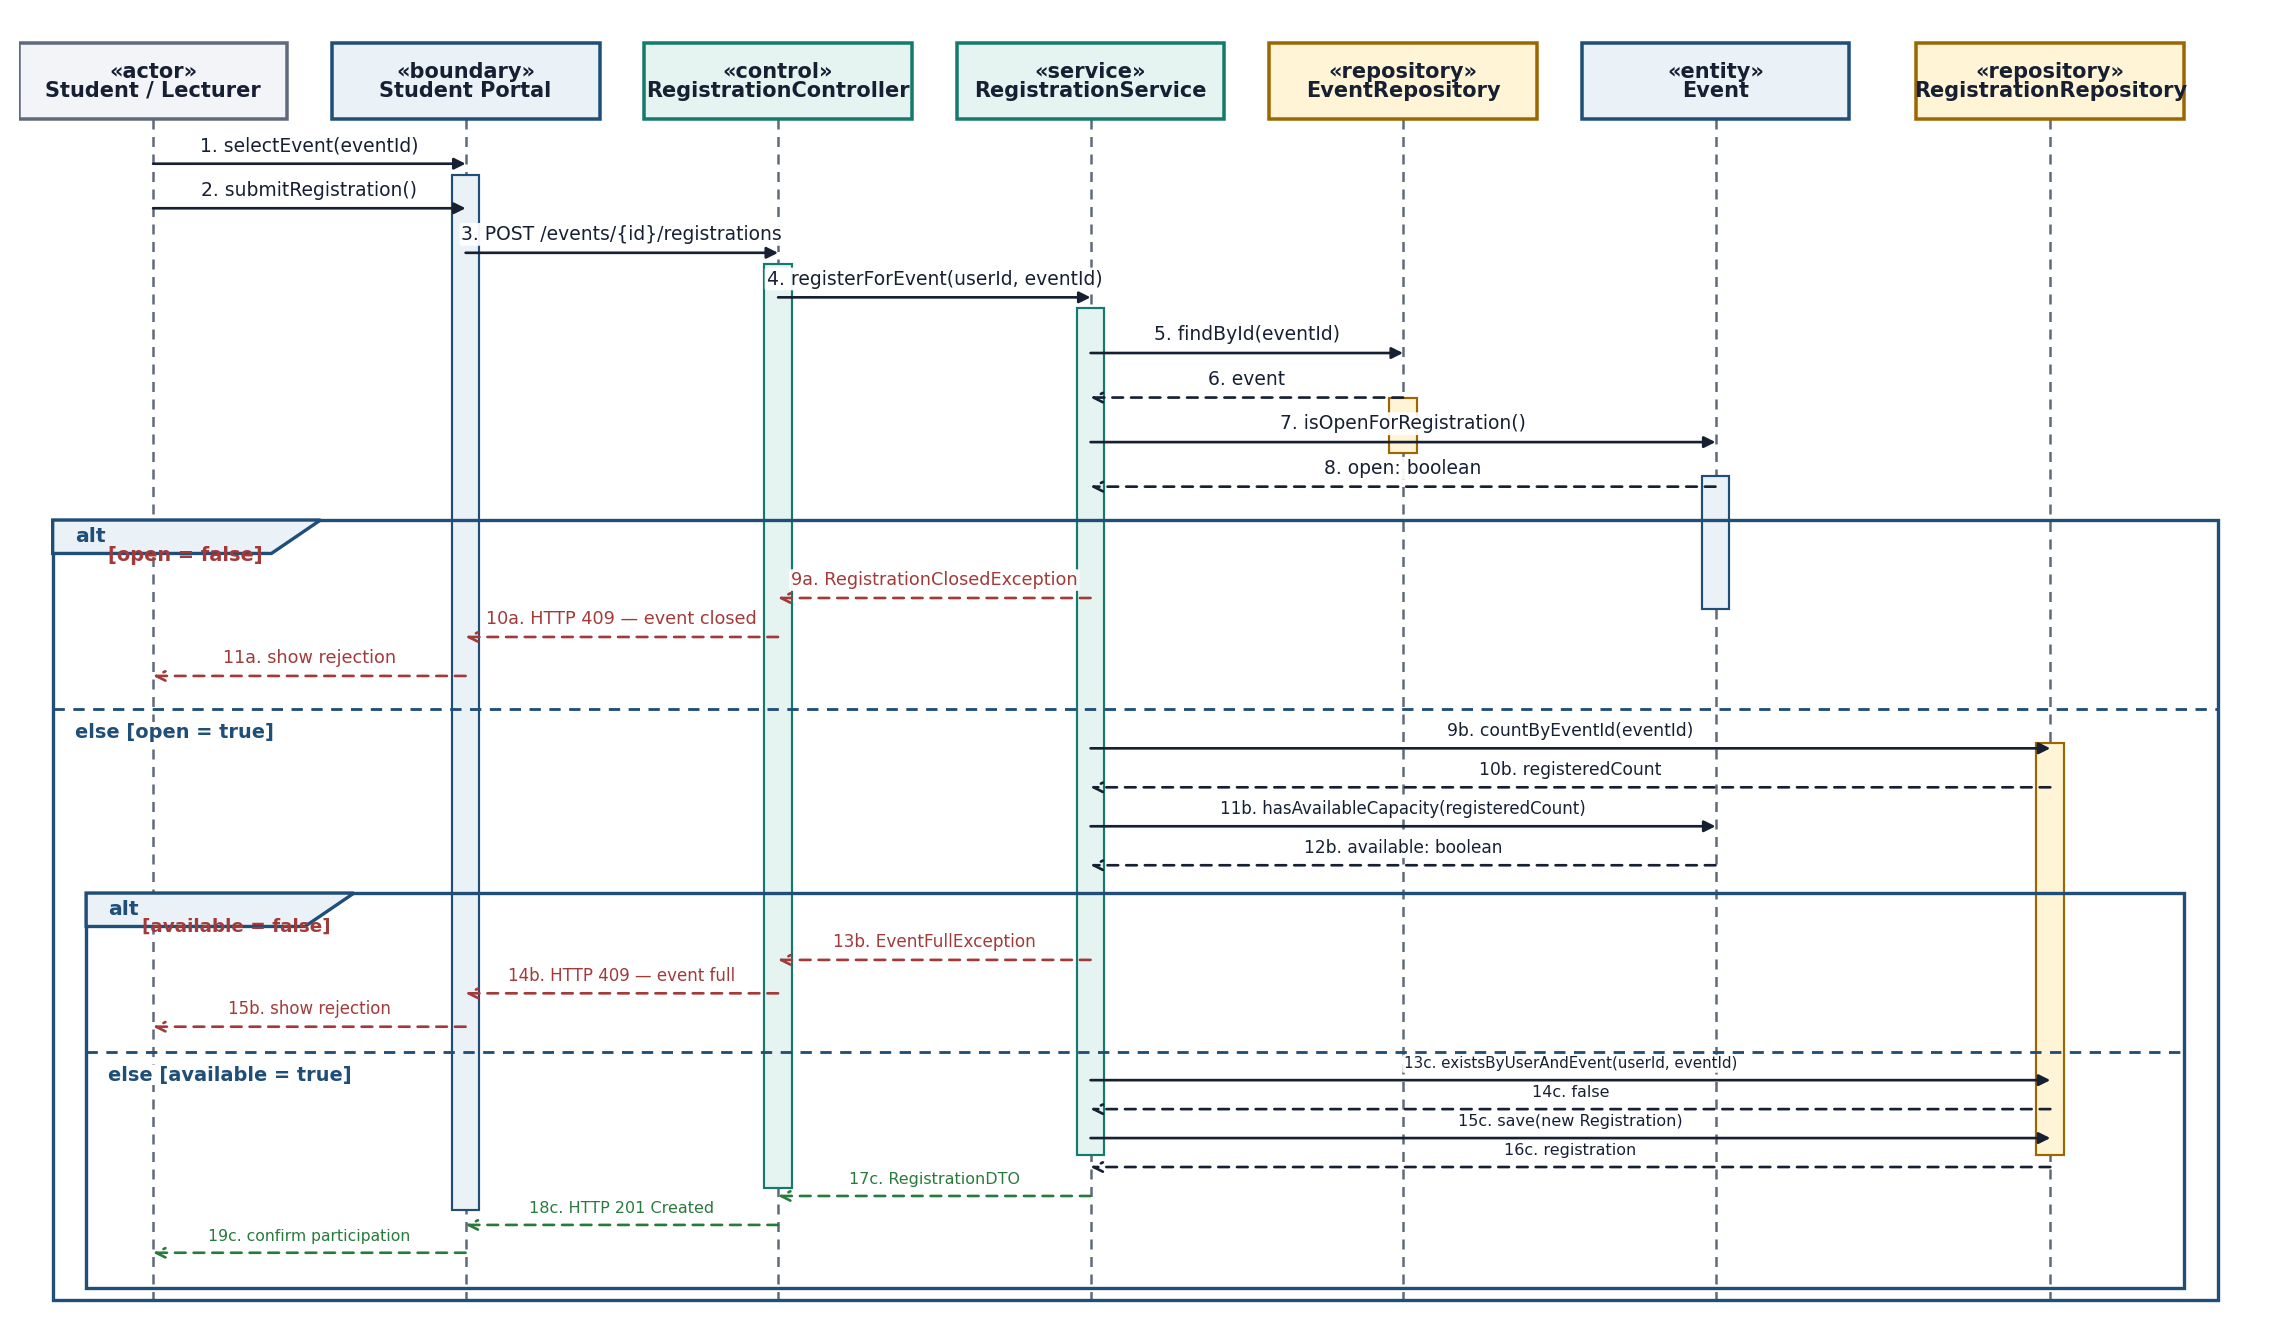 «actor»
Student / Lecturer
«boundary»
Student Portal
«control»
RegistrationController
«service»
RegistrationService
«repository»
EventRepository
«entity»
Event
«repository»
RegistrationRepository
1. selectEvent(eventId)
2. submitRegistration()
3. POST /events/{id}/registrations
4. registerForEvent(userId, eventId)
5. findById(eventId)
6. event
7. isOpenForRegistration()
8. open: boolean
alt
[open = false]
9a. RegistrationClosedException
10a. HTTP 409 — event closed
11a. show rejection
else [open = true]
9b. countByEventId(eventId)
10b. registeredCount
11b. hasAvailableCapacity(registeredCount)
12b. available: boolean
alt
[available = false]
13b. EventFullException
14b. HTTP 409 — event full
15b. show rejection
else [available = true]
13c. existsByUserAndEvent(userId, eventId)
14c. false
15c. save(new Registration)
16c. registration
17c. RegistrationDTO
18c. HTTP 201 Created
19c. confirm participation